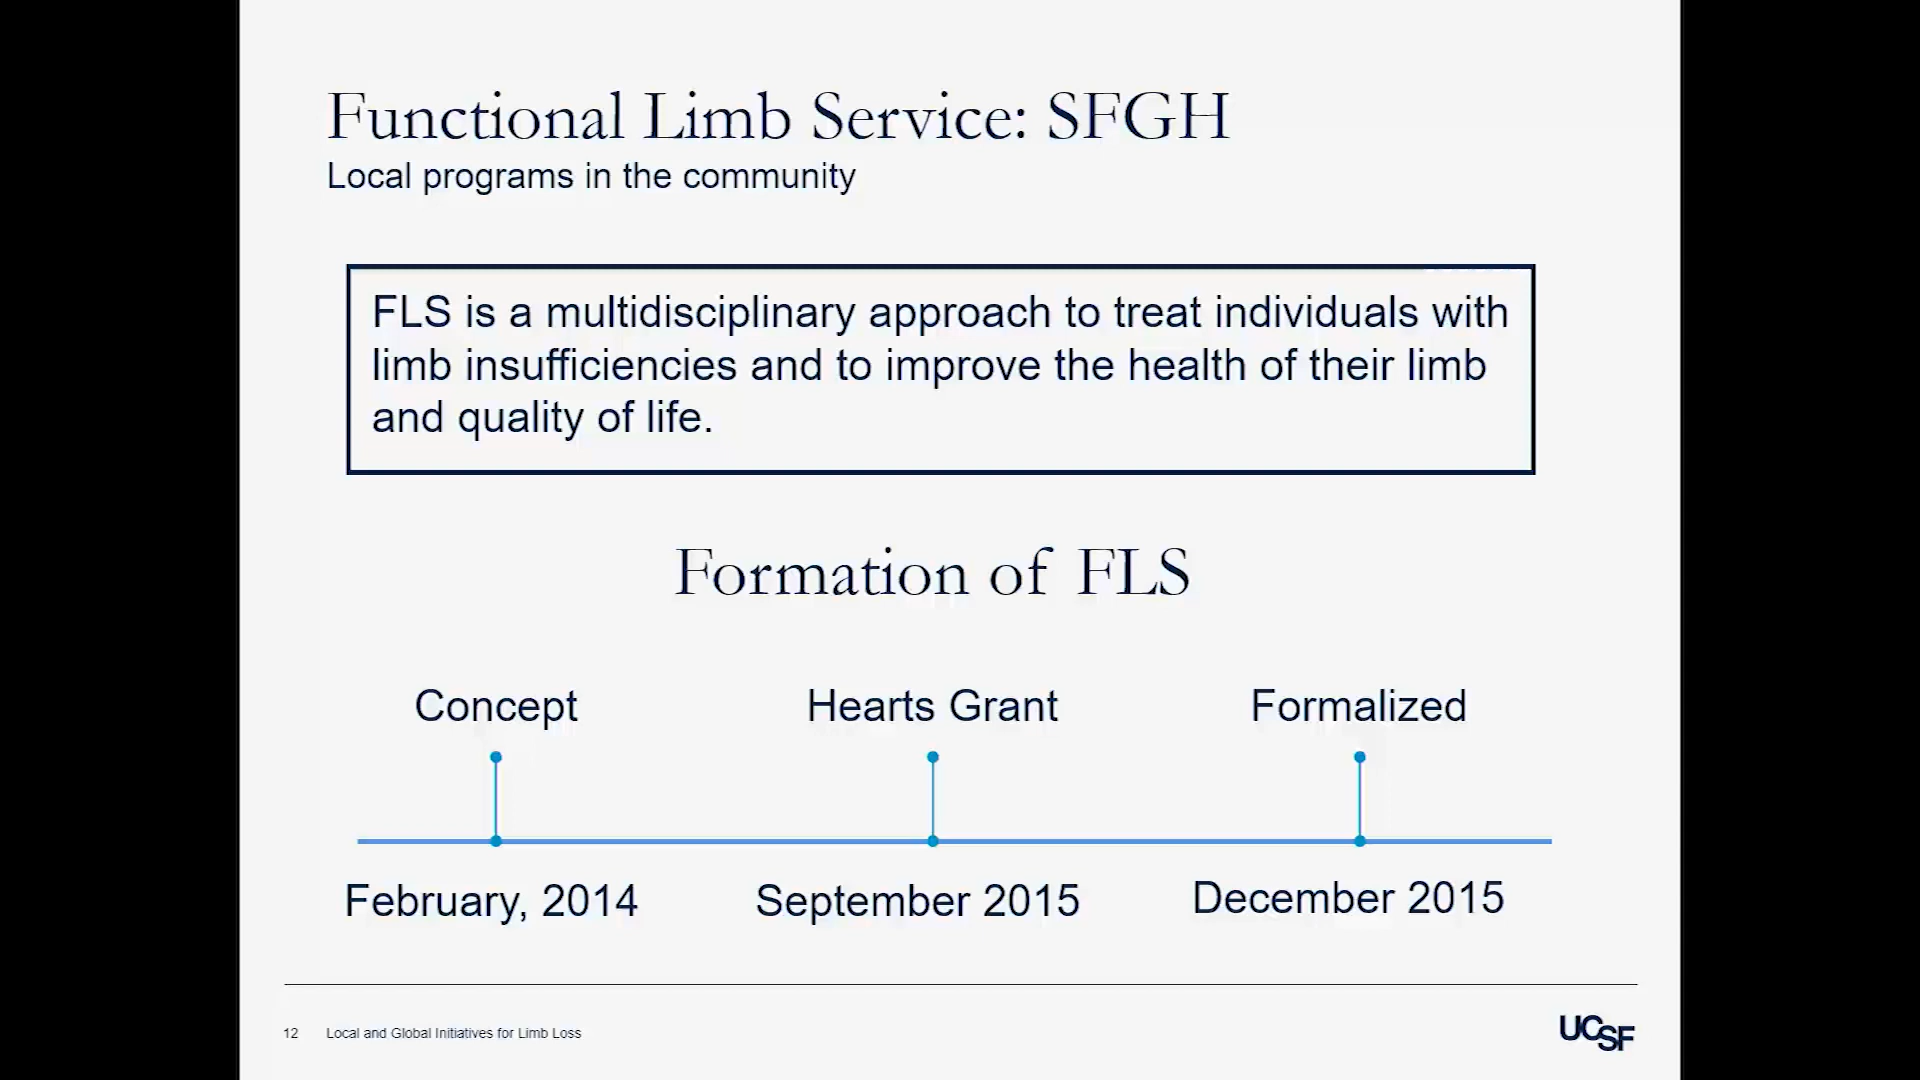 Functional Limb Service: SFGH
Local programs in the community
FLS is a multidisciplinary approach to treat individuals with
limb insufficiencies and to improve the health of their limb
and quality of life.
Formation of FLS
Concept
Hearts Grant
Formalized
February, 2014
September 2015
December 2015
12 Local and Global Initiatives for Limb Loss
UCSF